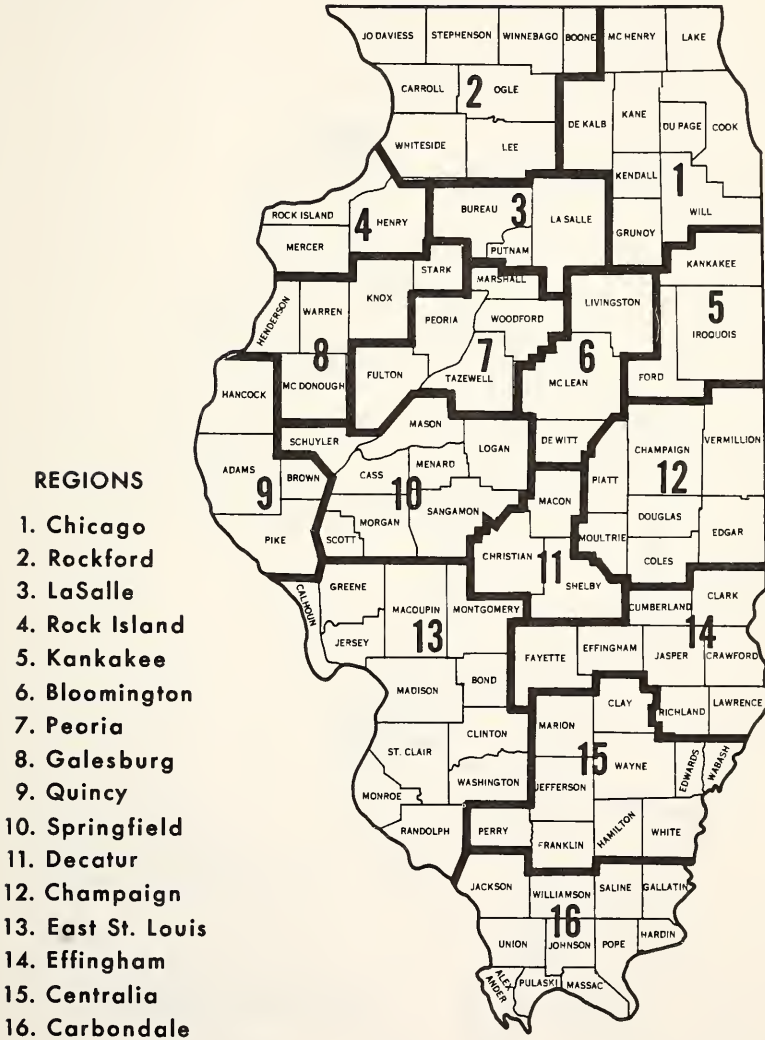 JO DAVIESS STEPHENSON WINNEBAGO BOONE MC HENRY LAKE
CARROLL 2 OGLE DE KALB KANE DU PAGE COOK
WHITESIDE LEE
KENDALL 1
ROCK ISLAND 4 HENRY BUREAU 3 LA SALLE WILL
MERCER PUTNAM GRUNOY
STARK KANKAKEE
MARSHALL
HENDERSON WARREN KNOX PEORIA WOODFORD LIVINGSTON 5
IROQUOIS
8 7 6
MC DONOUGH FULTON TAZEWELL MC LEAN FORD
HANCOCK
MASON
SCHUYLER LOGAN DE WITT CHAMPAIGN VERMILLION
ADAMS BROWN CASS MENARD PIATT 12
9 10 MACON
MORGAN SANGAMON DOUGLAS
PIKE SCOTT MOULTRIE EDGAR
CHRISTIAN 11 COLES
SHELBY
CALHOUN GREENE CUMBERLAND CLARK
MACOUPIN MONTGOMERY 14
JERSEY 13
FAYETTE EFFINGHAM JASPER CRAWFORD
BOND
MADISON CLAY RICHLAND LAWRENCE
MARION
CLINTON
ST. CLAIR 15 WAYNE EDWARDS WABASH
WASHINGTON JEFFERSON
MONROE
RANDOLPH PERRY FRANKLIN HAMILTON WHITE
JACKSON WILLIAMSON SALINE GALLATIN
16
UNION JOHNSON POPE HARDIN
ALEX
ANDER PULASKI MASSAC
REGIONS
1. Chicago
2. Rockford
3. LaSalle
4. Rock Island
5. Kankakee
6. Bloomington
7. Peoria
8. Galesburg
9. Quincy
10. Springfield
11. Decatur
12. Champaign
13. East St. Louis
14. Effingham
15. Centralia
16. Carbondale